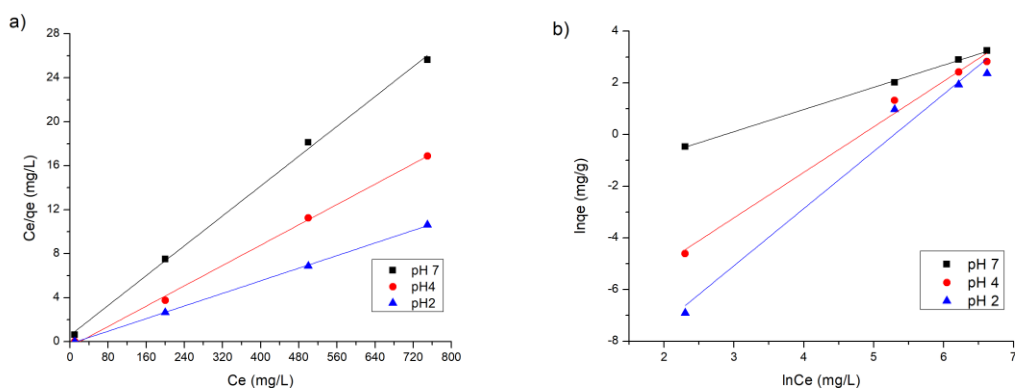 a)
Ce/qe (mg/L)
28
24
20
16
12
8
4
0
0 80 160 240 320 400 480 560 640 720 800
Ce (mg/L)
pH 7
pH4
pH2
b)
lnqe (mg/g)
4
2
0
-2
-4
-6
-8
2 3 4 5 6 7
lnCe (mg/L)
pH 7
pH 4
pH 2